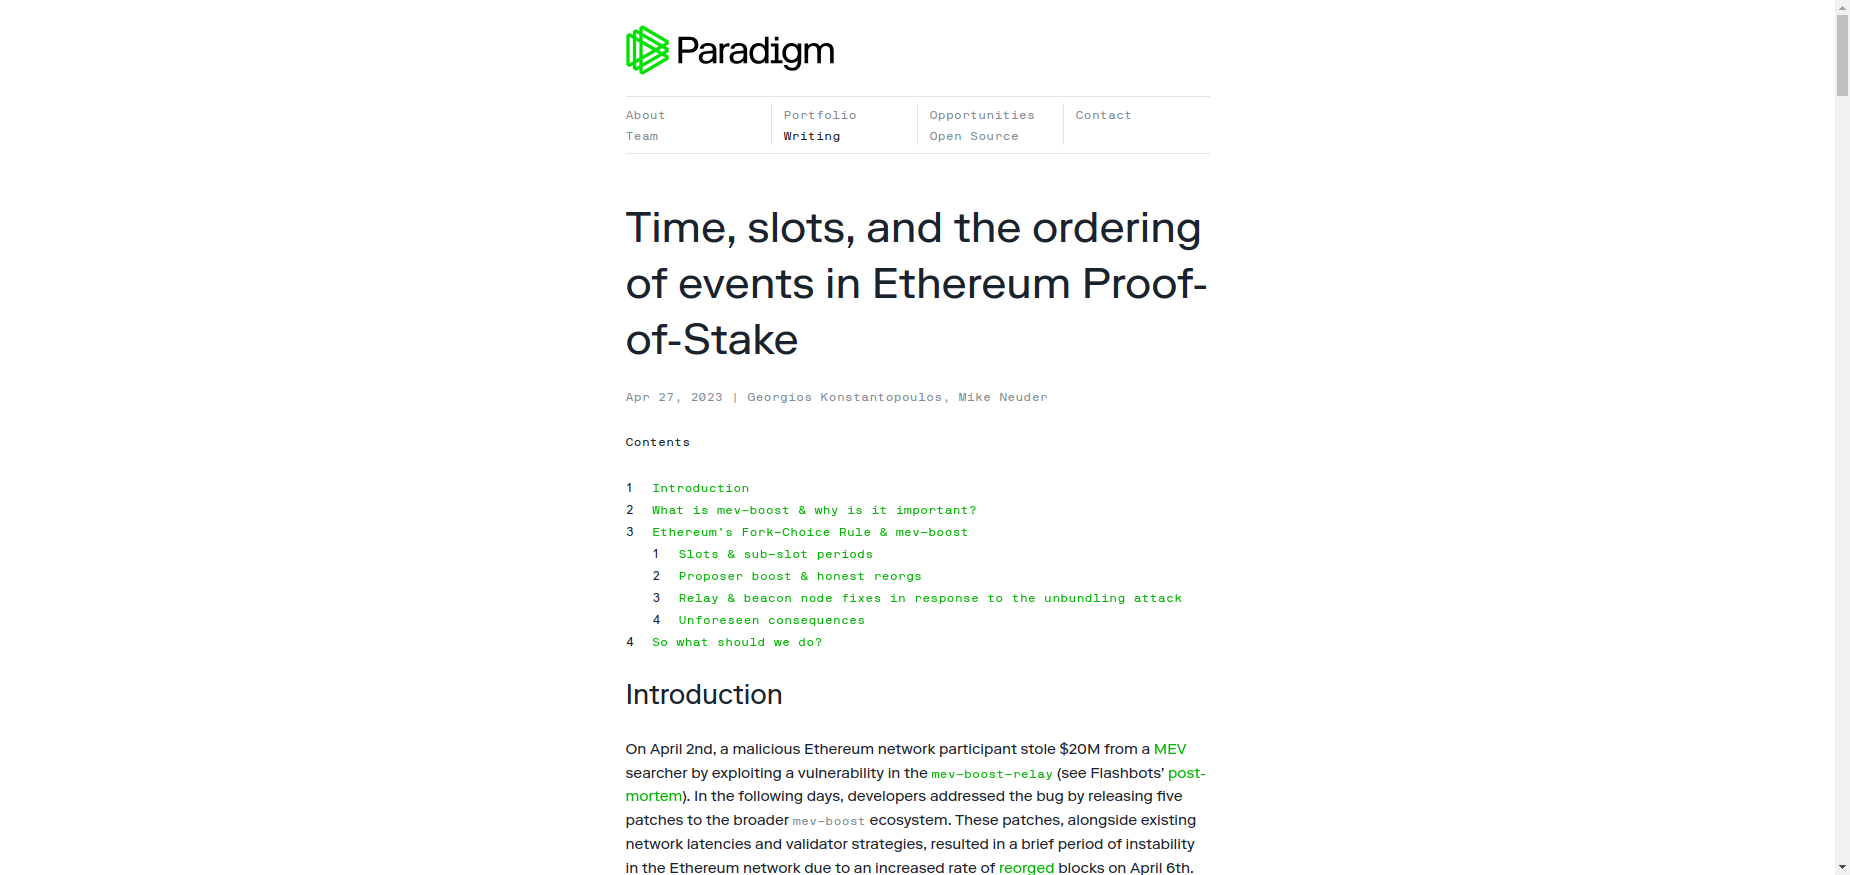 Paradigm
About
Team
Portfolio
Writing
Opportunities
Open Source
Contact
Time, slots, and the ordering
of events in Ethereum Proof-
of-Stake
Apr 27, 2023 | Georgios Konstantopoulos, Mike Neuder
Contents
1 Introduction
2 What is mev-boost & why is it important?
3 Ethereum's Fork-Choice Rule & mev-boost
1 Slots & sub-slot periods
2 Proposer boost & honest reorgs
3 Relay & beacon node fixes in response to the unbundling attack
4 Unforeseen consequences
4 So what should we do?
Introduction
On April 2nd, a malicious Ethereum network participant stole $20M from a MEV
searcher by exploiting a vulnerability in the mev-boost-relay (see Flashbots' post-
mortem). In the following days, developers addressed the bug by releasing five
patches to the broader mev-boost ecosystem. These patches, alongside existing
network latencies and validator strategies, resulted in a brief period of instability
in the Ethereum network due to an increased rate of reorged blocks on April 6th.